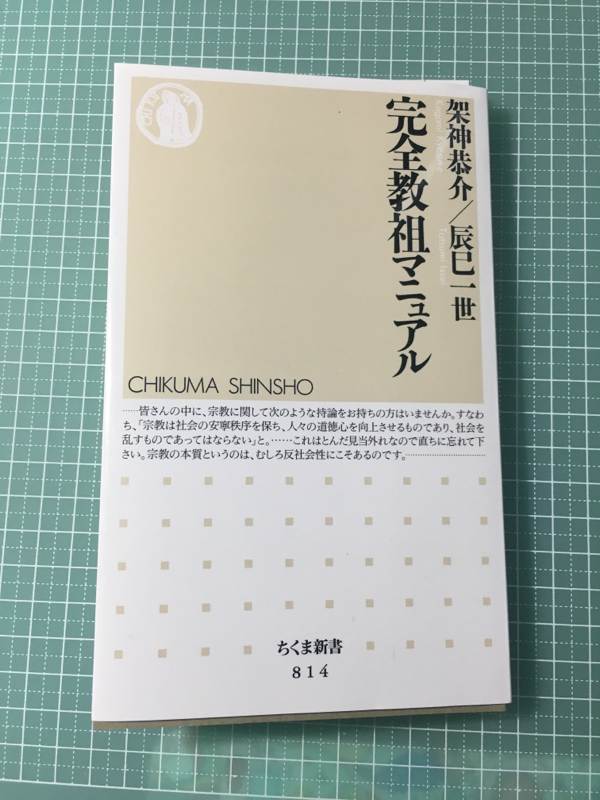 架神恭介/辰巳一世
Kagami Kyosuke
Tatsumi Issei
完全教祖マニュアル
CHIKUMA SHINSHO
……皆さんの中に、宗教に関して次のような持論をお持ちの方はいませんか。すなわ
ち、「宗教は社会の安寧秩序を保ち、人々の道徳心を向上させるものであり、社会を
乱すものであってはならない」と。……これはとんだ見当外れなので直ちに忘れて下
さい。宗教の本質というのは、むしろ反社会性にこそあるのです。……………………
ちくま新書
814